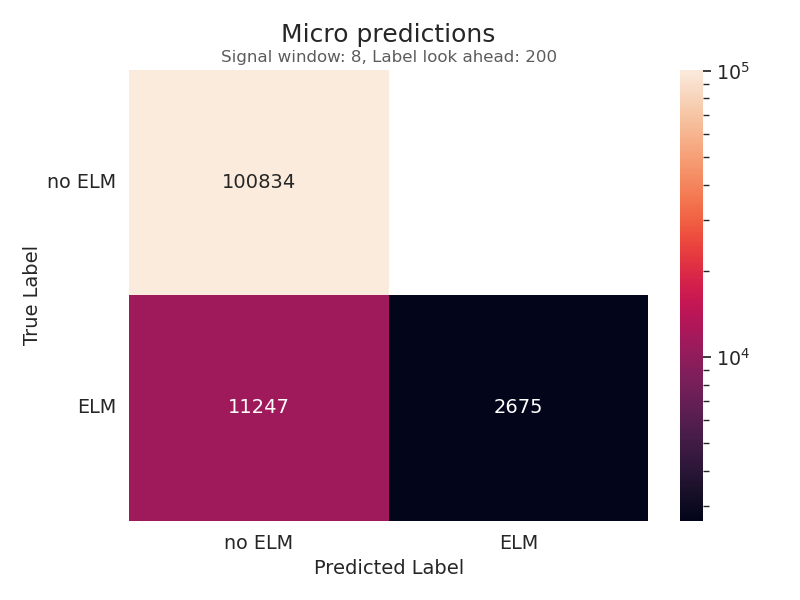 Micro predictions
Signal window: 8, Label look ahead: 200
no ELM
100834
10^5
True Label
10^4
ELM
11247
2675
no ELM
ELM
Predicted Label